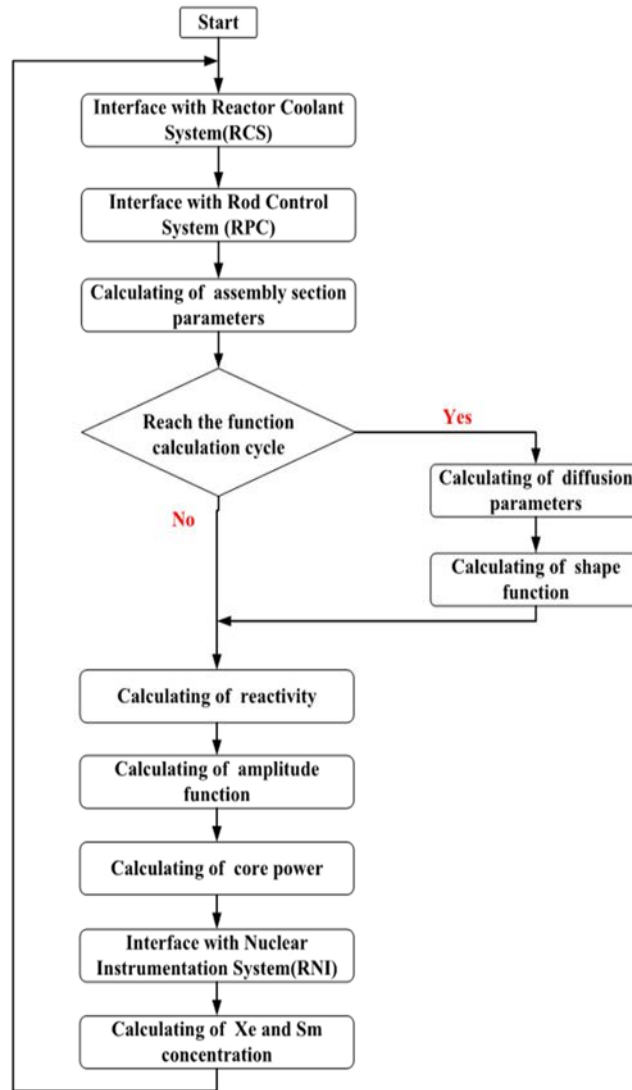 Start
Interface with Reactor Coolant
System(RCS)
Interface with Rod Control
System (RPC)
Calculating of assembly section
parameters
Reach the function
calculation cycle
Yes
No
Calculating of diffusion
parameters
Calculating of shape
function
Calculating of reactivity
Calculating of amplitude
function
Calculating of core power
Interface with Nuclear
Instrumentation System(RNI)
Calculating of Xe and Sm
concentration